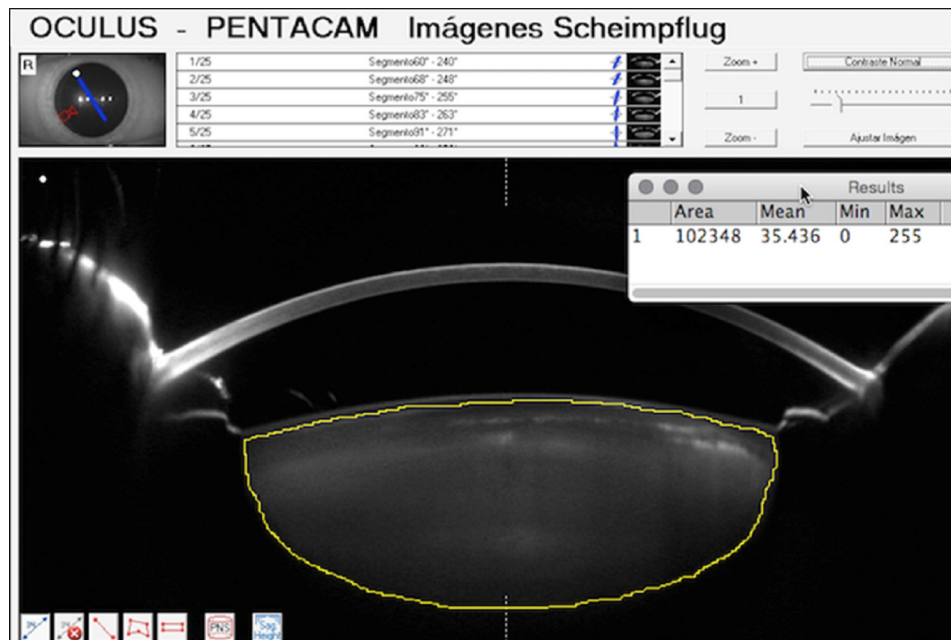 OCULUS - PENTACAM Imágenes Scheimpflug
R
1/25 Segmento60° - 240°
2/25 Segmento68° - 248°
3/25 Segmento75° - 255°
4/25 Segmento83° - 263°
5/25 Segmento91° - 271°
Zoom +
1
Zoom -
Contraste Normal
Ajustar Imágen
Results
Area Mean Min Max
1 102348 35.436 0 255
PNS
Sag. Height